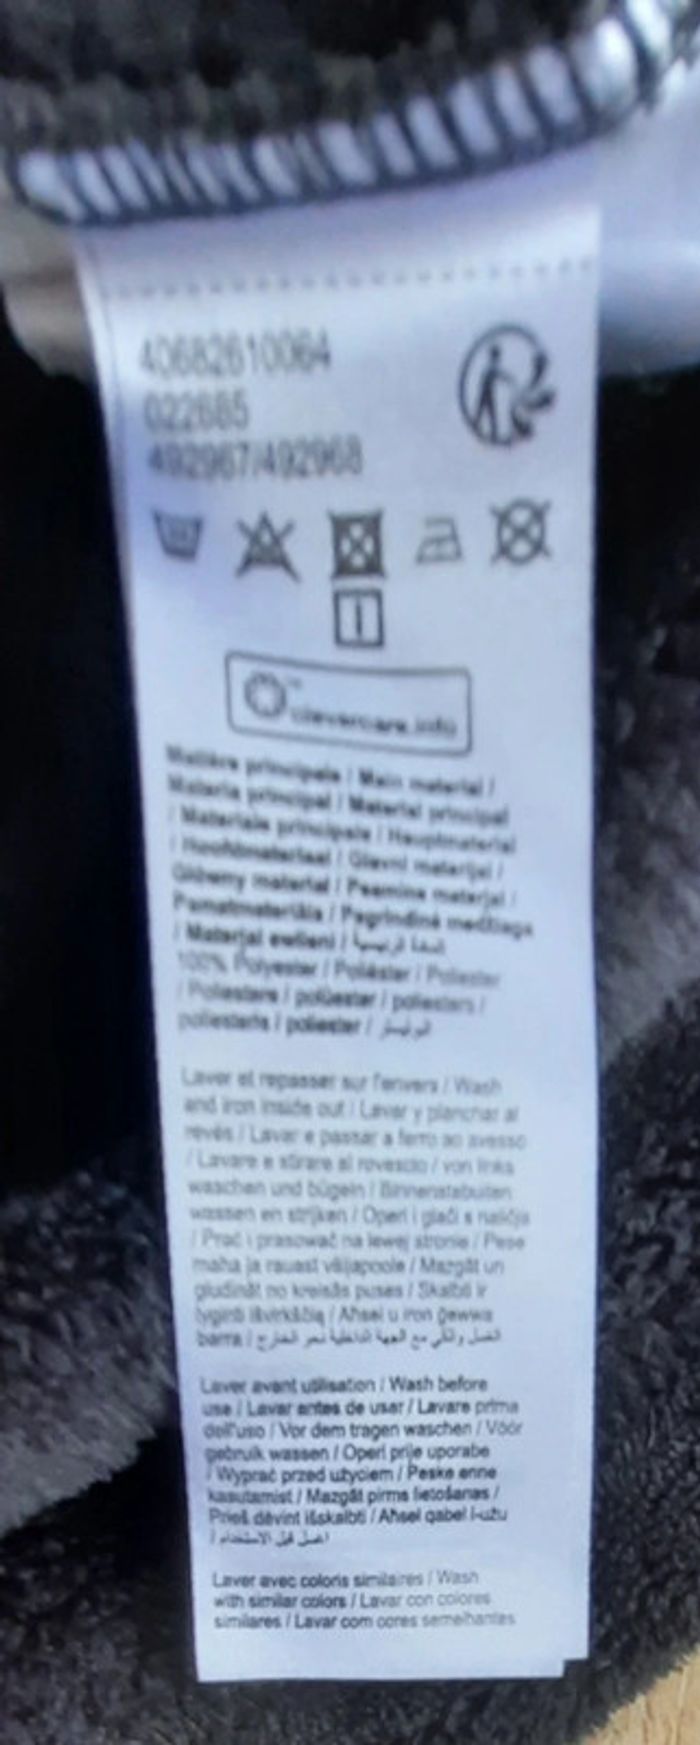 40682610064
022685
492967/492968
clevercare.info
Matière principale / Main material /
Materia principal / Material principal
/ Materiale principale / Hauptmaterial
/ Hoofdmateriaal / Glavni materijal /
Główny materiał / Peamine materjal /
Pamatmateriāls / Pagrindinė medžiaga
/ Materjal ewlieni / المادة الرئيسية
100% Polyester / Poliéster / Poliester
/ Poliestere / polüester / poliesters /
poliesteris / poliester / البوليستر
Laver et repasser sur l'envers / Wash
and iron inside out / Lavar y planchar al
revés / Lavar e passar a ferro ao avesso
/ Lavare e stirare al rovescio / von links
waschen und bügeln / Binnenstebuiten
wassen en strijken / Operi i glači s naličja
/ Prać i prasować na lewej stronie / Pese
maha ja rauast väljapoole / Mazgāt un
gludināt no kreisās puses / Skalbti ir
lyginti išvirkščią / Aħsel u iron ġewwa
barra / الغسل والكي مع الجهة الداخلية نحو الخارج
Laver avant utilisation / Wash before
use / Lavar antes de usar / Lavare prima
dell'uso / Vor dem tragen waschen / Vóór
gebruik wassen / Operi prije uporabe
/ Wyprać przed użyciem / Peske enne
kasutamist / Mazgāt pirms lietošanas /
Prieš dėvint išskalbti / Aħsel qabel l-użu
/ اغسل قبل الاستخدام
Laver avec coloris similaires / Wash
with similar colors / Lavar con colores
similares / Lavar com cores semelhantes